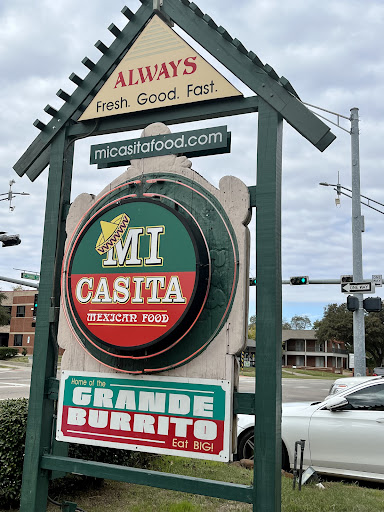 ALWAYS
Fresh. Good. Fast.
micasitafood.com
MI
CASITA
MEXICAN FOOD
Home of the
GRANDE
BURRITO
Eat BIG!